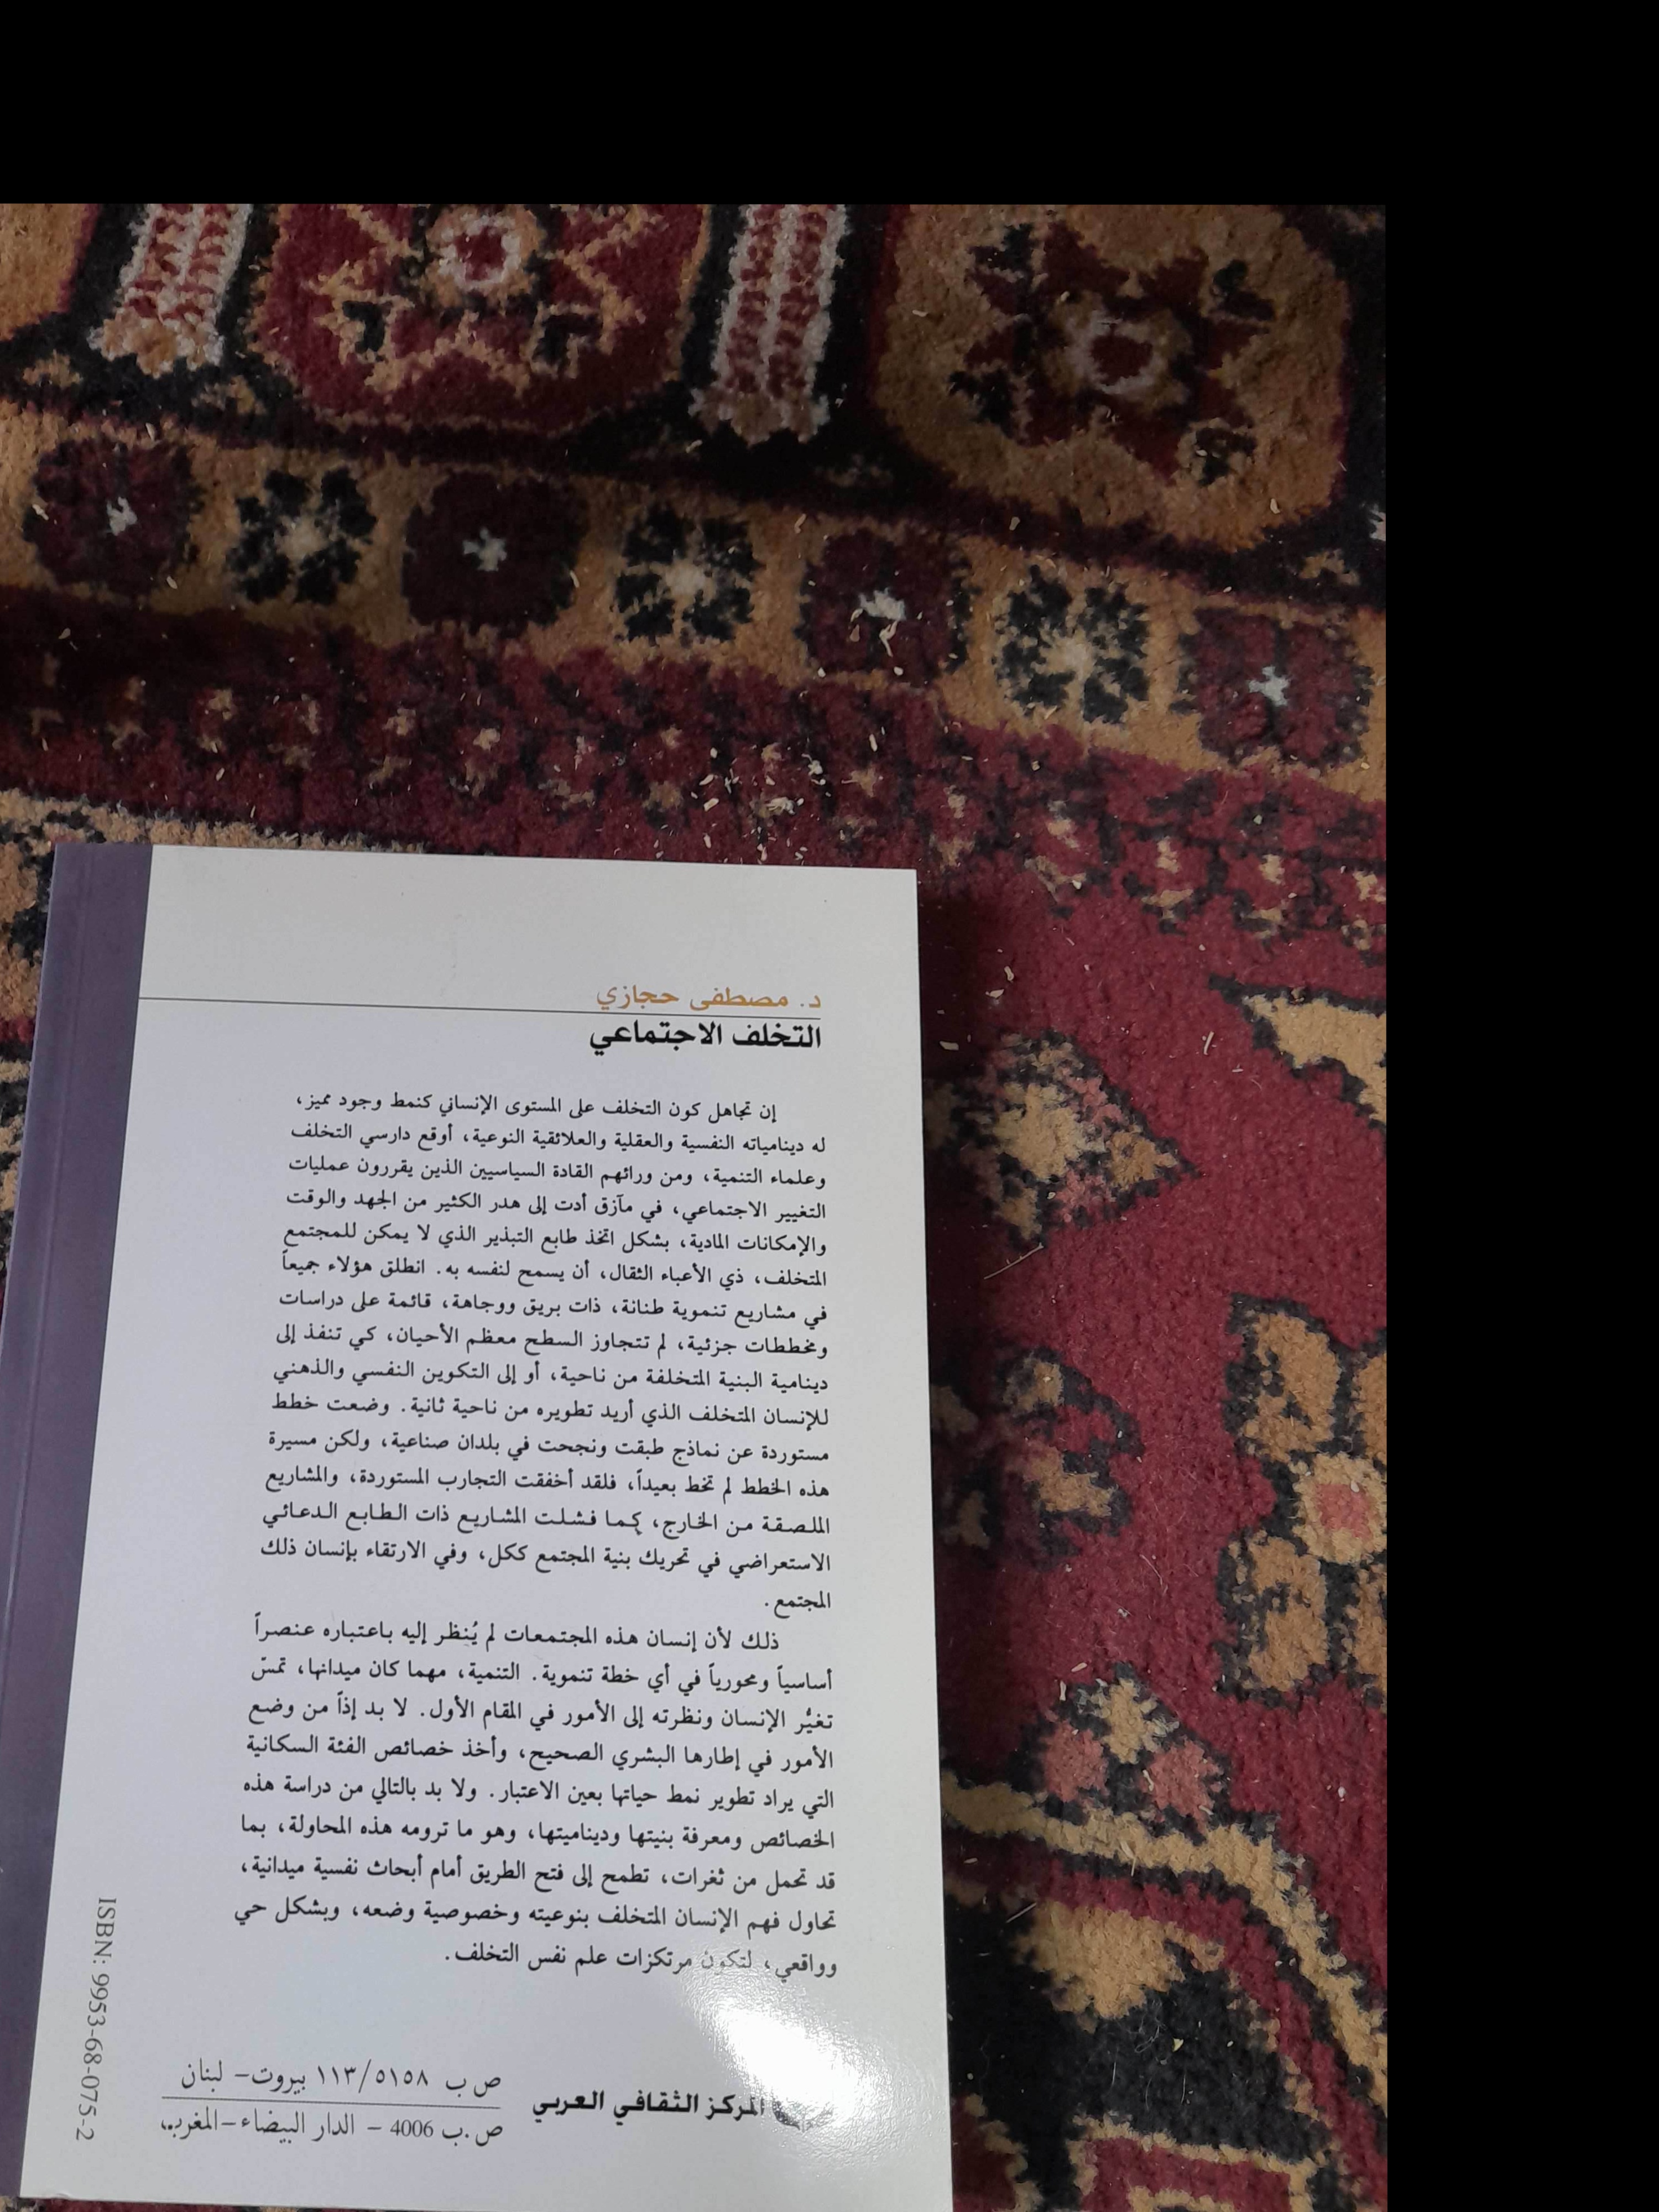 د. مصطفى حجازي
التخلف الاجتماعي
إن تجاهل كون التخلف على المستوى الإنساني كنمط وجود مميز،
له دينامياته النفسية والعقلية والعلائقية النوعية، أوقع دارسي التخلف
وعلماء التنمية، ومن ورائهم القادة السياسيين الذين يقررون عمليات
التغيير الاجتماعي، في مآزق أدت إلى هدر الكثير من الجهد والوقت
والإمكانات المادية، بشكل اتخذ طابع التبذير الذي لا يمكن للمجتمع
المتخلف، ذي الأعباء الثقال، أن يسمح لنفسه به. انطلق هؤلاء جميعاً
في مشاريع تنموية طنانة، ذات بريق ووجاهة، قائمة على دراسات
ومخططات جزئية، لم تتجاوز السطح معظم الأحيان، كي تنفذ إلى
دينامية البنية المتخلفة من ناحية، أو إلى التكوين النفسي والذهني
للإنسان المتخلف الذي أريد تطويره من ناحية ثانية. وضعت خطط
مستوردة عن نماذج طبقت ونجحت في بلدان صناعية، ولكن مسيرة
هذه الخطط لم تخط بعيداً، فلقد أخفقت التجارب المستوردة، والمشاريع
الملصقة من الخارج، كما فشلت المشاريع ذات الطابع الدعائي
الاستعراضي في تحريك بنية المجتمع ككل، وفي الارتقاء بإنسان ذلك
المجتمع.
ذلك لأن إنسان هذه المجتمعات لم يُنظر إليه باعتباره عنصراً
أساسياً ومحورياً في أي خطة تنموية. التنمية، مهما كان ميدانها، تمسّ
تغيُّر الإنسان ونظرته إلى الأمور في المقام الأول. لا بد إذاً من وضع
الأمور في إطارها البشري الصحيح، وأخذ خصائص الفئة السكانية
التي يراد تطوير نمط حياتها بعين الاعتبار. ولا بد بالتالي من دراسة هذه
الخصائص ومعرفة بنيتها وديناميتها، وهو ما ترومه هذه المحاولة، بما
قد تحمل من ثغرات، تطمح إلى فتح الطريق أمام أبحاث نفسية ميدانية،
تحاول فهم الإنسان المتخلف بنوعيته وخصوصية وضعه، وبشكل حي
وواقعي، لتكون مرتكزات علم نفس التخلف.
المركز الثقافي العربي
ص ب ١١٣/٥١٥٨ بيروت- لبنان
ص.ب 4006 - الدار البيضاء-المغرب
ISBN: 9953-68-075-2